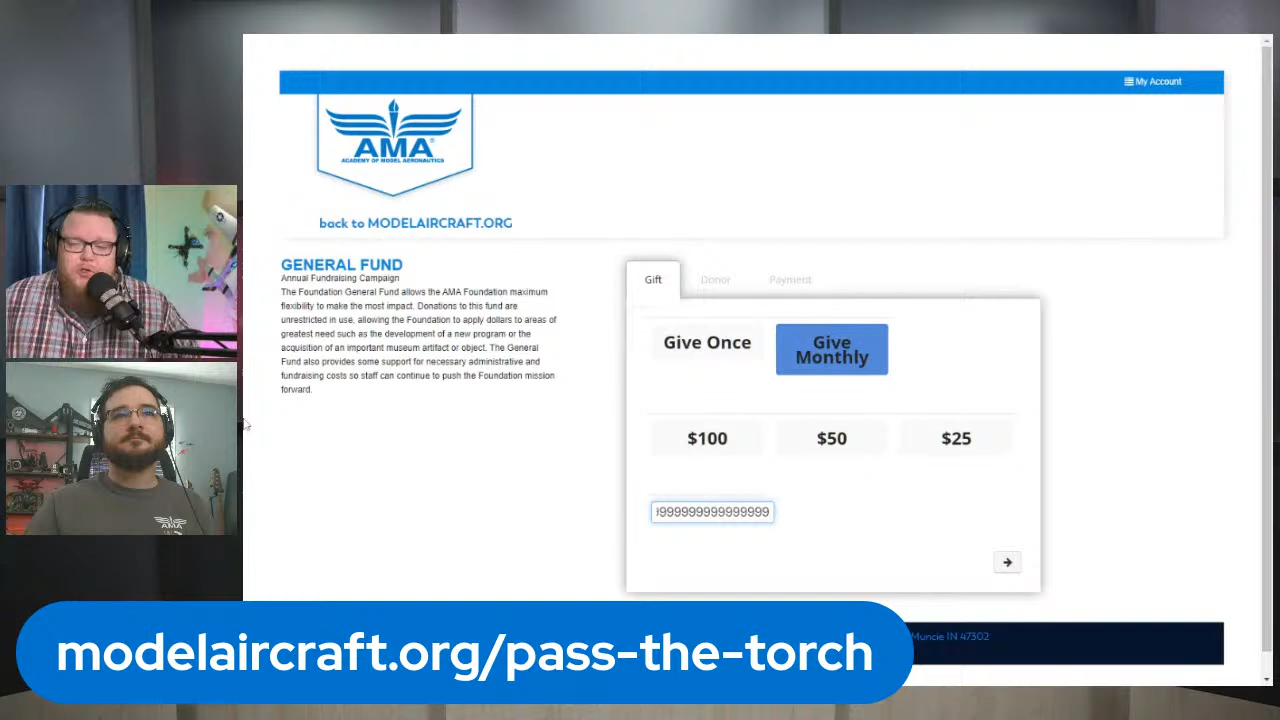 My Account
AMA
ACADEMY OF MODEL AERONAUTICS
back to MODELAIRCRAFT.ORG
GENERAL FUND
Annual Fundraising Campaign
The Foundation General Fund allows the AMA Foundation maximum
flexibility to make the most impact. Donations to this fund are
unrestricted in use, allowing the Foundation to apply dollars to areas of
greatest need such as the development of a new program or the
acquisition of an important museum artifact or object. The General
Fund also provides some support for necessary administrative and
fundraising costs so staff can continue to push the Foundation mission
forward.
Gift Donor Payment
Give Once
Give
Monthly
$100 $50 $25
9999999999999999
AMA
Muncie IN 47302
modelaircraft.org/pass-the-torch